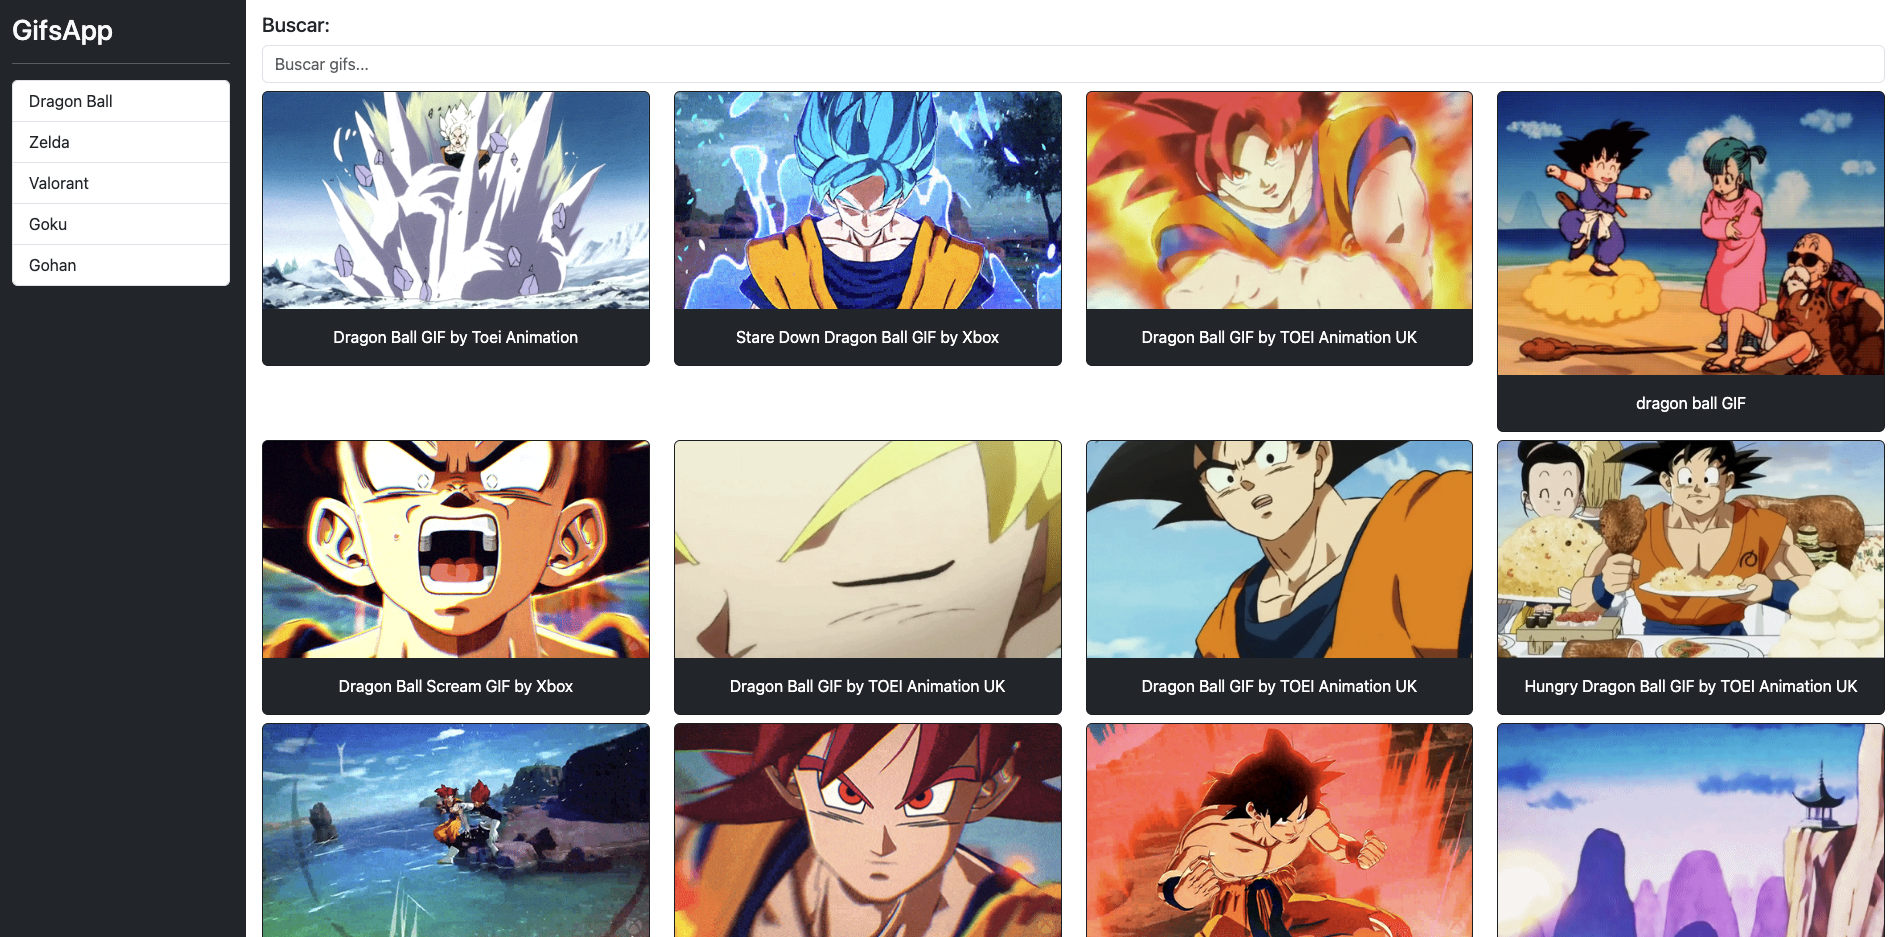 GifsApp
Dragon Ball
Zelda
Valorant
Goku
Gohan
Buscar:
Buscar gifs...
Dragon Ball GIF by Toei Animation
Stare Down Dragon Ball GIF by Xbox
Dragon Ball GIF by TOEI Animation UK
dragon ball GIF
Dragon Ball Scream GIF by Xbox
Dragon Ball GIF by TOEI Animation UK
Dragon Ball GIF by TOEI Animation UK
Hungry Dragon Ball GIF by TOEI Animation UK